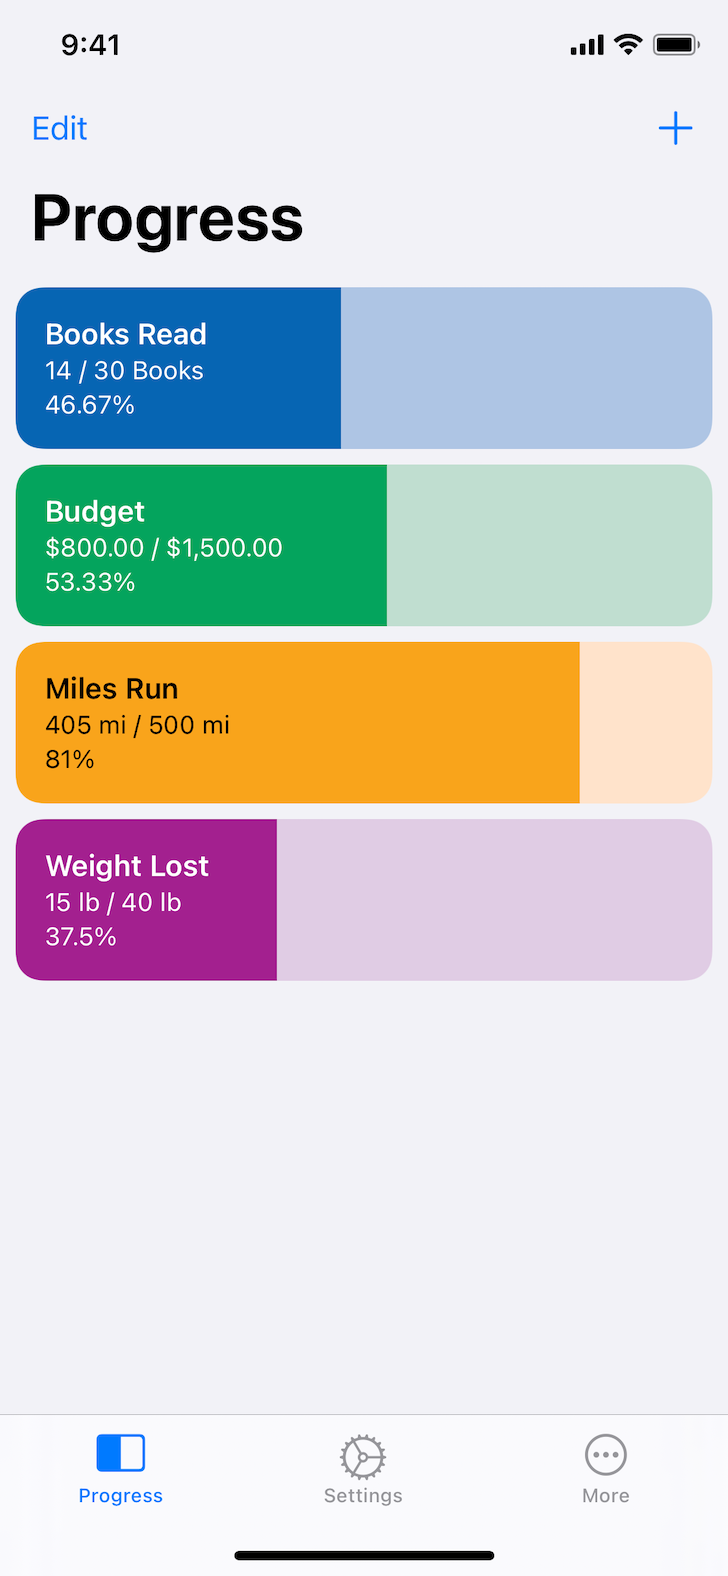 9:41
Edit
Progress
Books Read
14 / 30 Books
46.67%
Budget
$800.00 / $1,500.00
53.33%
Miles Run
405 mi / 500 mi
81%
Weight Lost
15 lb / 40 lb
37.5%
Progress Settings More